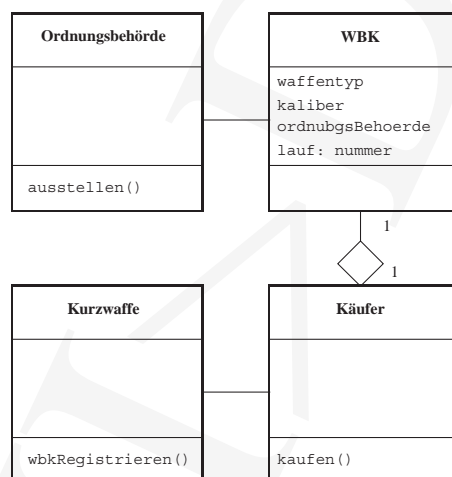 Ordnungsbehörde
WBK
waffentyp
kaliber
ordnubgsBehoerde
lauf: nummer
ausstellen()
1
1
Kurzwaffe
Käufer
wbkRegistrieren()
kaufen()